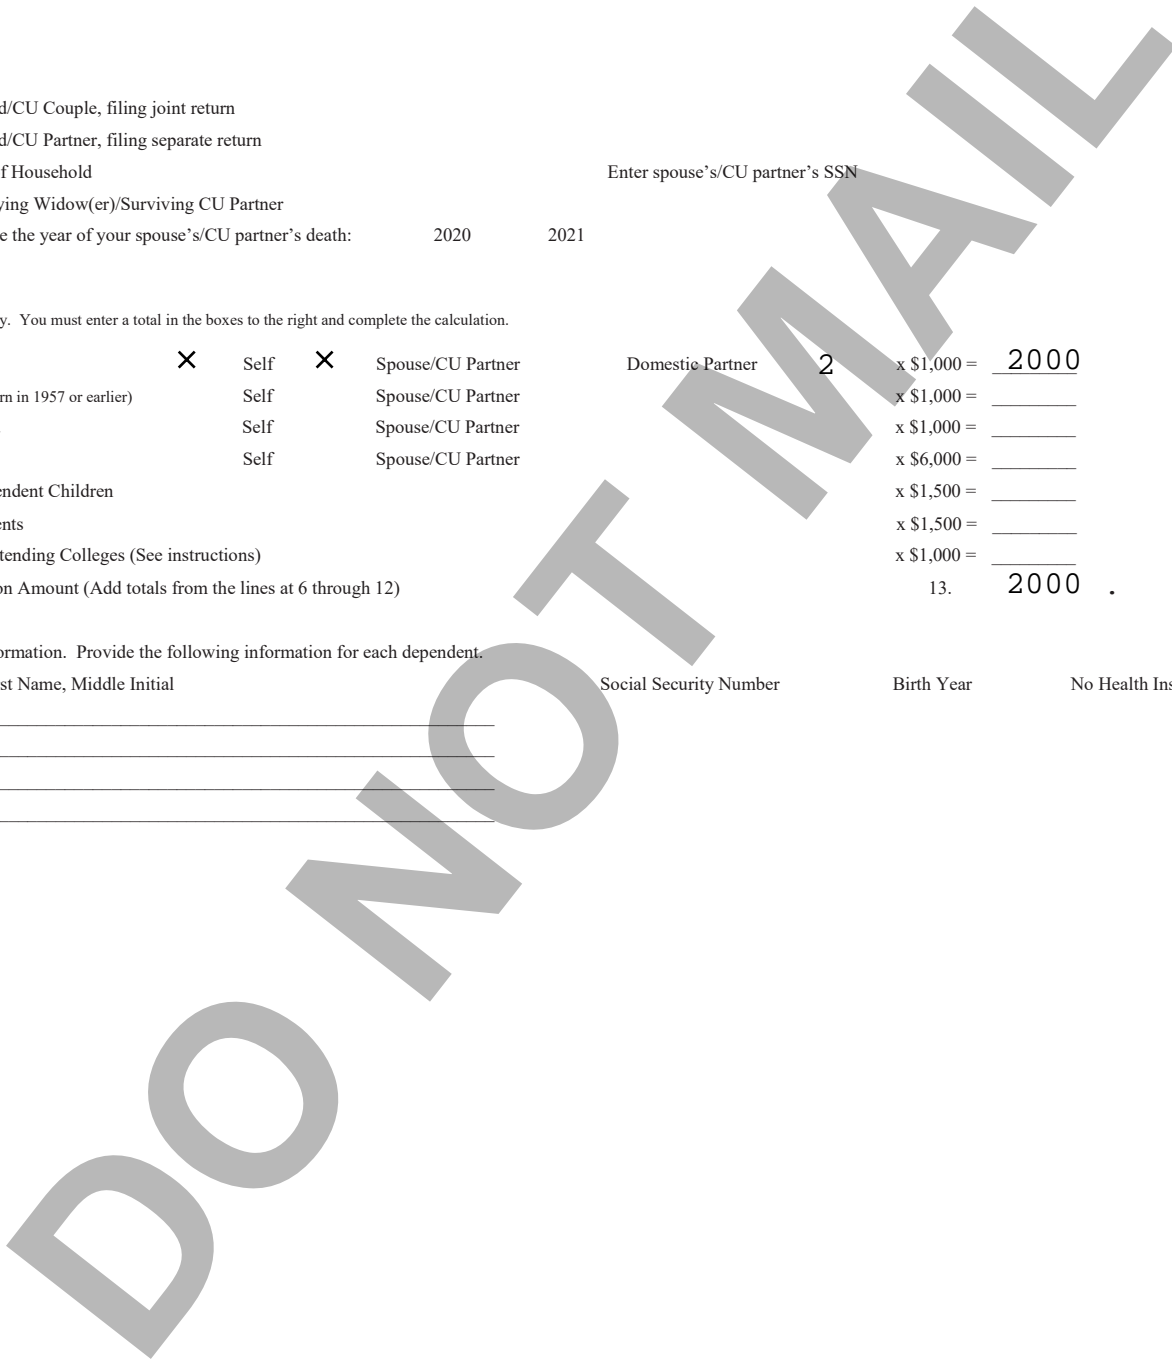 d/CU Couple, filing joint return
d/CU Partner, filing separate return
f Household Enter spouse’s/CU partner’s SSN
ying Widow(er)/Surviving CU Partner
e the year of your spouse’s/CU partner’s death: 2020 2021
y. You must enter a total in the boxes to the right and complete the calculation.
× Self × Spouse/CU Partner Domestic Partner 2 x $1,000 = 2000
rn in 1957 or earlier) Self Spouse/CU Partner x $1,000 =
Self Spouse/CU Partner x $1,000 =
Self Spouse/CU Partner x $6,000 =
endent Children x $1,500 =
ents x $1,500 =
tending Colleges (See instructions) x $1,000 =
on Amount (Add totals from the lines at 6 through 12) 13. 2000 .
ormation. Provide the following information for each dependent.
st Name, Middle Initial Social Security Number Birth Year No Health Ins
DO NOT MAIL